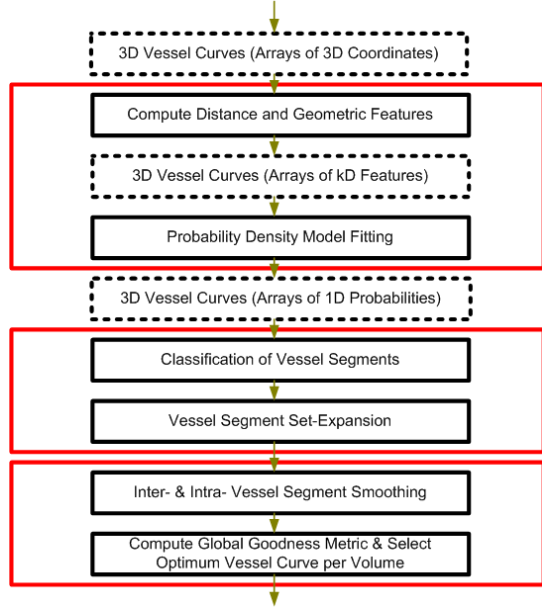 3D Vessel Curves (Arrays of 3D Coordinates)
Compute Distance and Geometric Features
3D Vessel Curves (Arrays of kD Features)
Probability Density Model Fitting
3D Vessel Curves (Arrays of 1D Probabilities)
Classification of Vessel Segments
Vessel Segment Set-Expansion
Inter- & Intra- Vessel Segment Smoothing
Compute Global Goodness Metric & Select
Optimum Vessel Curve per Volume